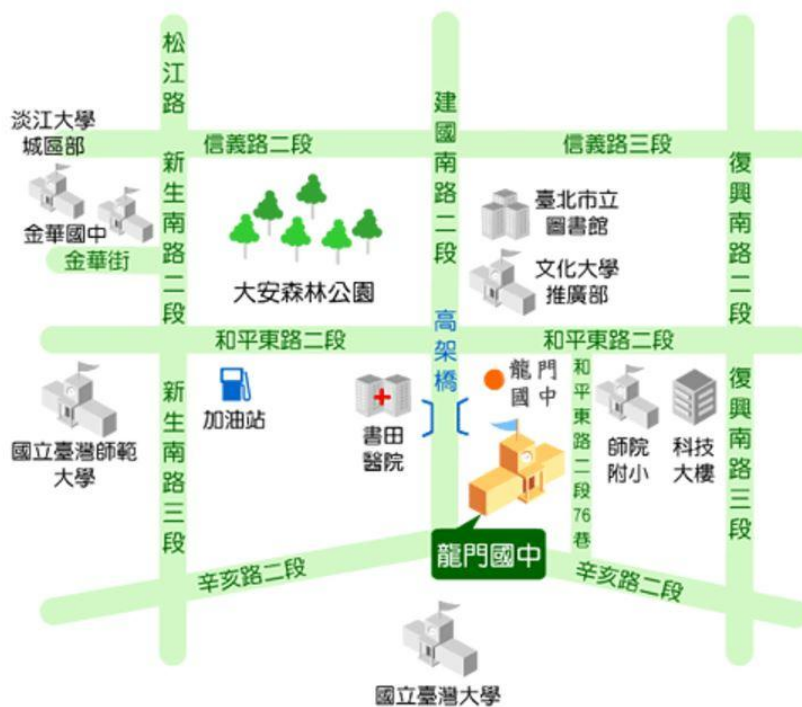 松江路
建國南路二段
淡江大學
城區部
信義路二段
信義路三段
新生南路二段
復興南路二段
臺北市立
圖書館
金華國中
金華街
文化大學
推廣部
大安森林公園
高架橋
和平東路二段
和平東路二段
龍門
國中
和平東路二段76巷
新生南路三段
復興南路三段
加油站
書田
醫院
國立臺灣師範
大學
師院
附小
科技
大樓
龍門國中
辛亥路二段
辛亥路二段
國立臺灣大學